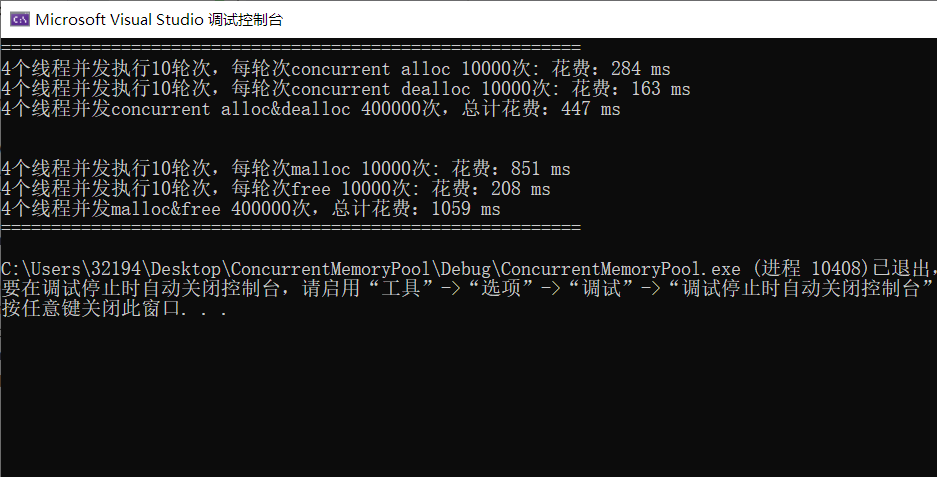 Microsoft Visual Studio 调试控制台
==========================================================
4个线程并发执行10轮次，每轮次concurrent alloc 10000次: 花费：284 ms
4个线程并发执行10轮次，每轮次concurrent dealloc 10000次: 花费：163 ms
4个线程并发concurrent alloc&dealloc 400000次，总计花费：447 ms
4个线程并发执行10轮次，每轮次malloc 10000次: 花费：851 ms
4个线程并发执行10轮次，每轮次free 10000次: 花费：208 ms
4个线程并发malloc&free 400000次，总计花费：1059 ms
==========================================================
C:\Users\32194\Desktop\ConcurrentMemoryPool\Debug\ConcurrentMemoryPool.exe (进程 10408)已退出，
要在调试停止时自动关闭控制台，请启用“工具”->“选项”->“调试”->“调试停止时自动关闭控制台”
按任意键关闭此窗口. . .